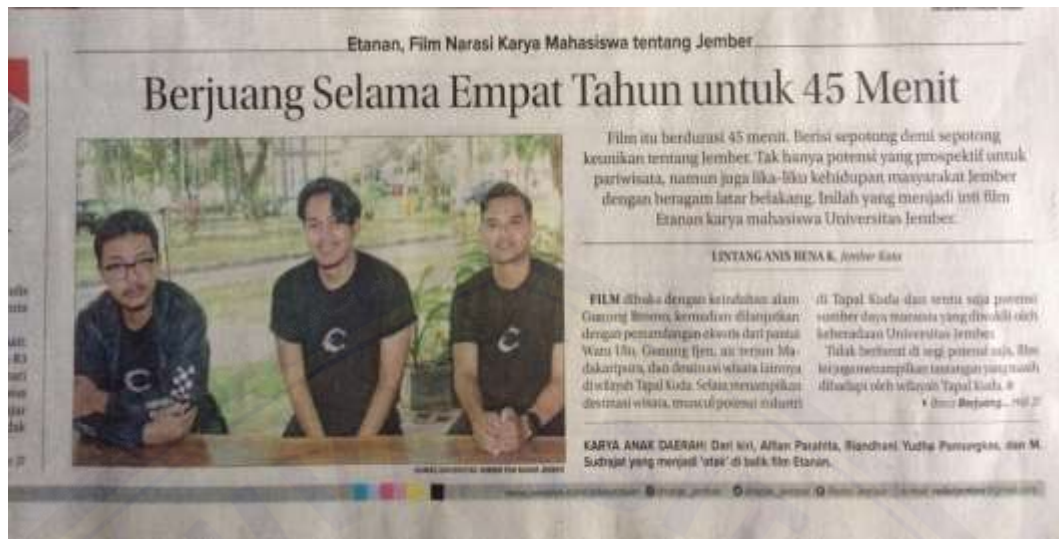 Etanan, Film Narasi Karya Mahasiswa tentang Jember
Berjuang Selama Empat Tahun untuk 45 Menit
Film itu berdurasi 45 menit. Berisi sepotong demi sepotong
keunikan tentang Jember. Tak hanya potensi yang prospektif untuk
pariwisata, namun juga lika-liku kehidupan masyarakat Jember
dengan beragam latar belakang. Inilah yang menjadi inti film
Etanan karya mahasiswa Universitas Jember.
LINTANG ANIS BENA K, Jember Kota
FILM dibuka dengan keindahan alam
Gunung Bromo, kemudian dilanjutkan
dengan pemandangan eksotis dari pantai
Watu Ulo, Gunung Ijen, air terjun Ma-
dakaripura, dan destinasi wisata lainnya
di wilayah Tapal Kuda. Selain menampilkan
destinasi wisata, muncul potensi industri
di Tapal Kuda dan tentu saja potensi
sumber daya manusia yang diwakili oleh
keberadaan Universitas Jember.
Tidak berhenti di segi potensi saja, film
ini juga menampilkan tantangan yang masih
dihadapi oleh wilayah Tapal Kuda.
Baca Berjuang...
KARYA ANAK DAERAH: Dari kiri, Alfian Parahita, Riandhani Yudha Pamungkas, dan M.
Sudrajat yang menjadi 'otak' di balik film Etanan.